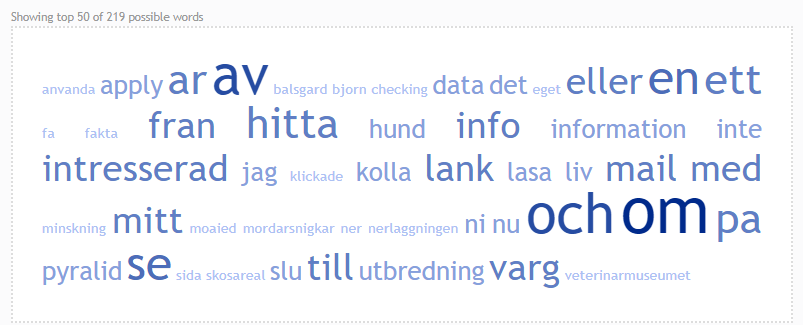 Showing top 50 of 219 possible words
anvanda apply ar av balsgard bjorn checking data det eget eller en ett
fa fakta fran hitta hund info information inte
intresserad jag klickade kolla lank lasa liv mail med
minskning mitt moaied mordarsnigkar ner nerlaggningen ni nu och om pa
pyralid se sida skosareal slu till utbredning varg veterinarmuseumet